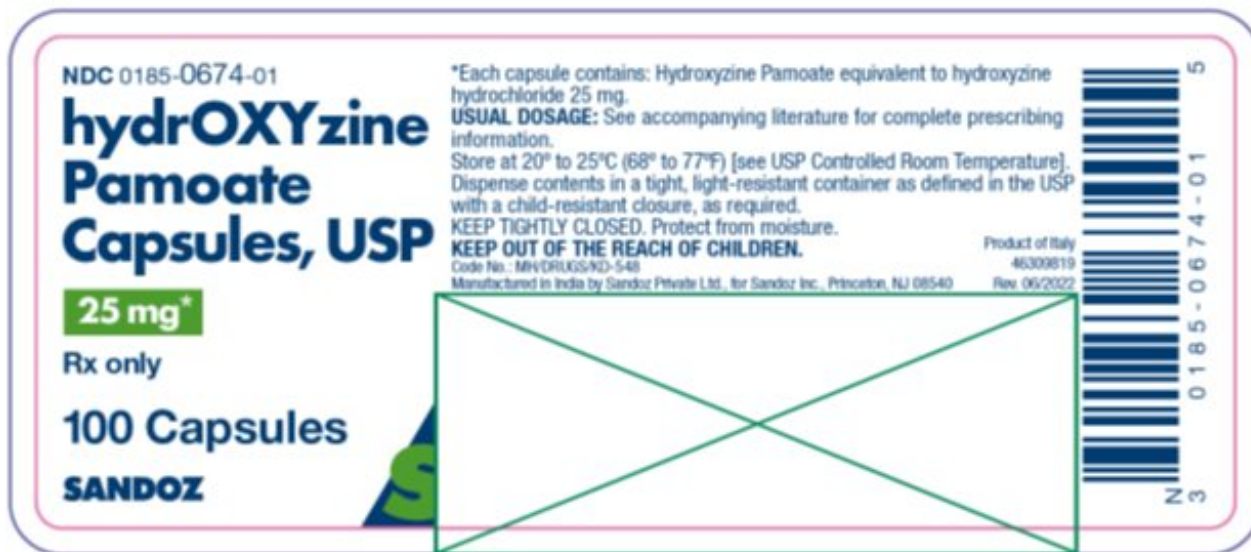 NDC 0185-0674-01
hydrOXYzine
Pamoate
Capsules, USP
25 mg*
Rx only
100 Capsules
SANDOZ
S
*Each capsule contains: Hydroxyzine Pamoate equivalent to hydroxyzine
hydrochloride 25 mg.
USUAL DOSAGE: See accompanying literature for complete prescribing
information.
Store at 20° to 25°C (68° to 77°F) [see USP Controlled Room Temperature].
Dispense contents in a tight, light-resistant container as defined in the USP
with a child-resistant closure, as required.
KEEP TIGHTLY CLOSED. Protect from moisture.
KEEP OUT OF THE REACH OF CHILDREN.
Code No.: MH/DRUGS/KD-548
Manufactured in India by Sandoz Private Ltd., for Sandoz Inc., Princeton, NJ 08540
Product of Italy
46309819
Rev. 06/2022
N
3 0185-0674-01 5